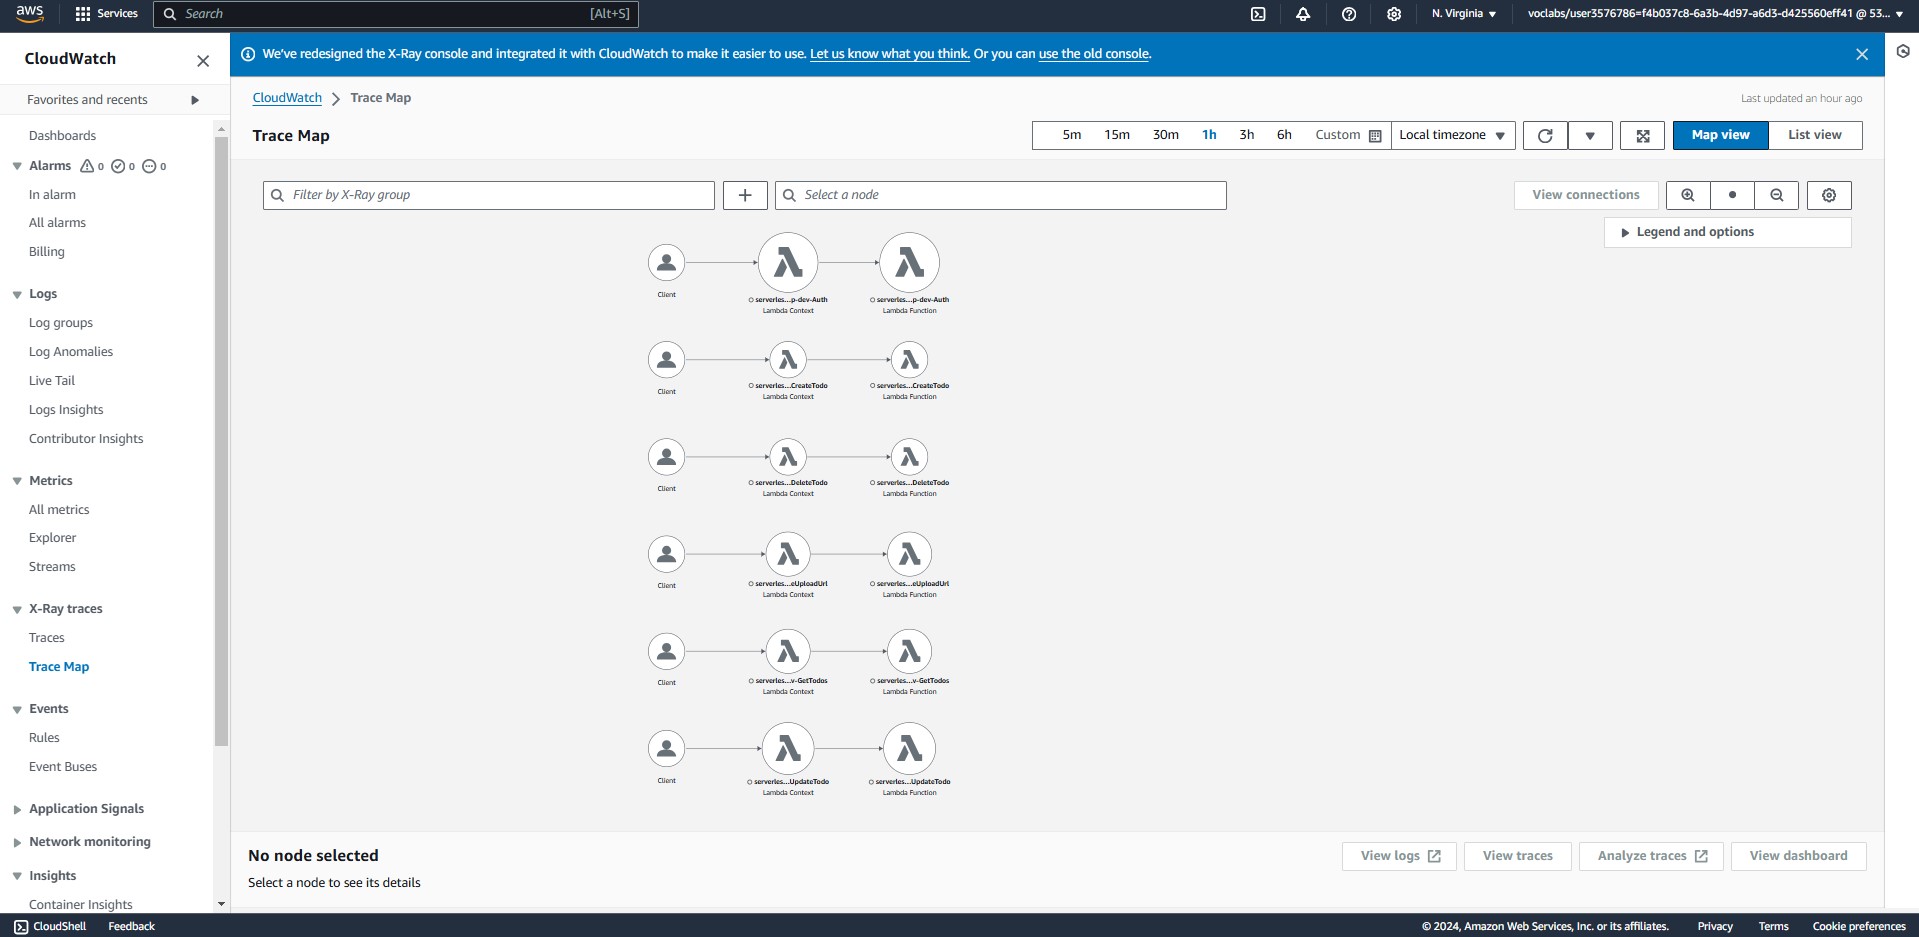 aws
Services
Search
[Alt+S]
N. Virginia
voclabs/user3576786=f4b037c8-6a3b-4d97-a6d3-d425560eff41 @ 53...
CloudWatch
Favorites and recents
Dashboards
Alarms 0 0 0
In alarm
All alarms
Billing
Logs
Log groups
Log Anomalies
Live Tail
Logs Insights
Contributor Insights
Metrics
All metrics
Explorer
Streams
X-Ray traces
Traces
Trace Map
Events
Rules
Event Buses
Application Signals
Network monitoring
Insights
Container Insights
We've redesigned the X-Ray console and integrated it with CloudWatch to make it easier to use. Let us know what you think. Or you can use the old console.
CloudWatch
Trace Map
Last updated an hour ago
Trace Map
5m 15m 30m 1h 3h 6h Custom
Local timezone
Map view
List view
Filter by X-Ray group
Select a node
View connections
Legend and options
Client
serverles...p-dev-Auth
Lambda Context
serverles...p-dev-Auth
Lambda Function
Client
serverles...CreateTodo
Lambda Context
serverles...CreateTodo
Lambda Function
Client
serverles...DeleteTodo
Lambda Context
serverles...DeleteTodo
Lambda Function
Client
serverles...eUploadUrl
Lambda Context
serverles...eUploadUrl
Lambda Function
Client
serverles...v-GetTodos
Lambda Context
serverles...v-GetTodos
Lambda Function
Client
serverles...UpdateTodo
Lambda Context
serverles...UpdateTodo
Lambda Function
No node selected
Select a node to see its details
View logs
View traces
Analyze traces
View dashboard
CloudShell
Feedback
© 2024, Amazon Web Services, Inc. or its affiliates.
Privacy
Terms
Cookie preferences